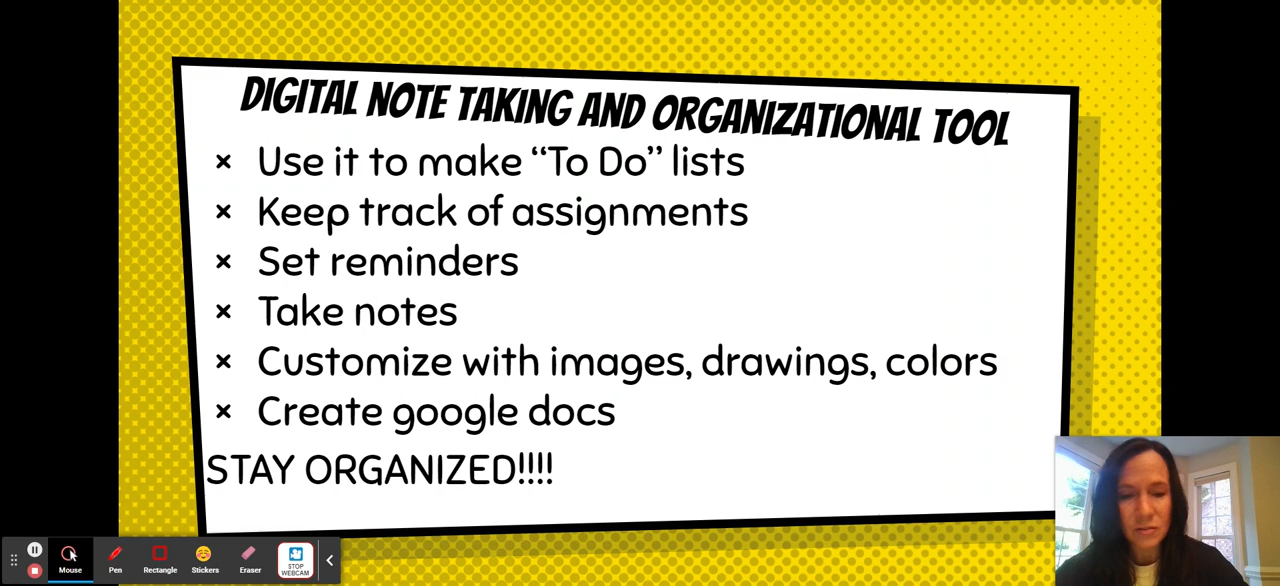 DIGITAL NOTE TAKING AND ORGANIZATIONAL TOOL
× Use it to make “To Do” lists
× Keep track of assignments
× Set reminders
× Take notes
× Customize with images, drawings, colors
× Create google docs
STAY ORGANIZED!!!!
Mouse Pen Rectangle Stickers Eraser STOP WEBCAM